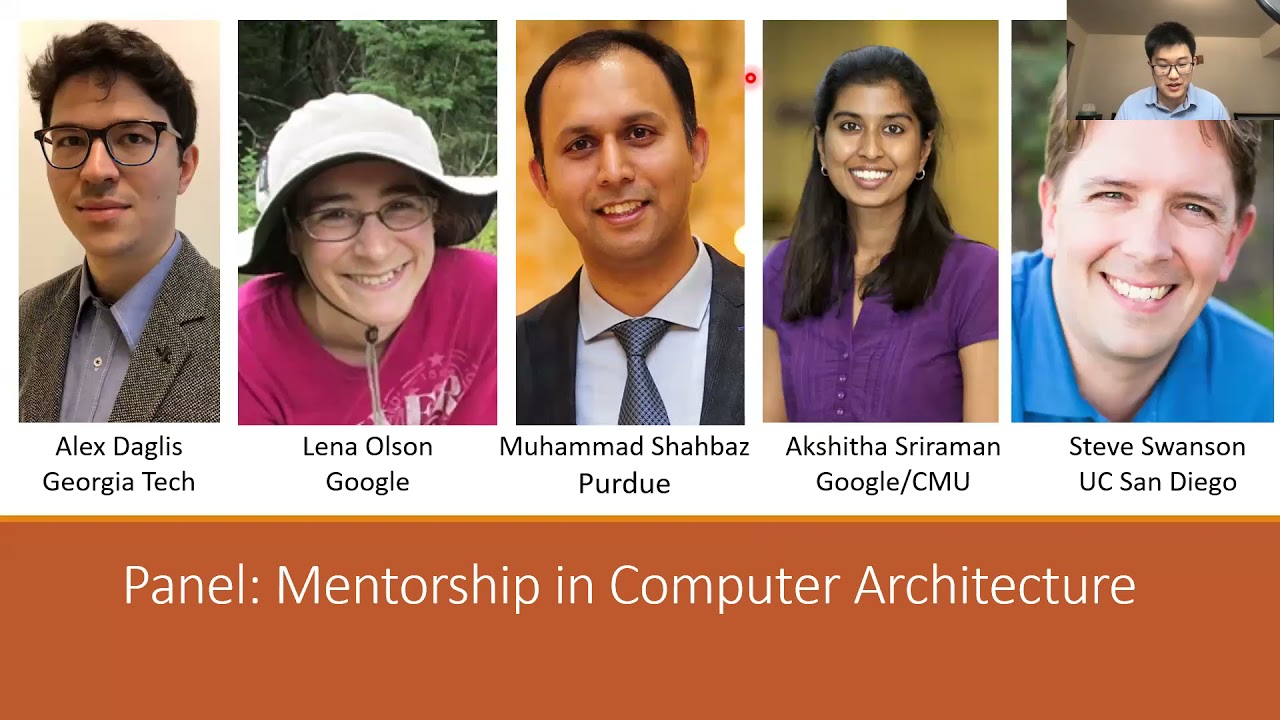 Alex Daglis
Georgia Tech
Lena Olson
Google
Muhammad Shahbaz
Purdue
Akshitha Sriraman
Google/CMU
Steve Swanson
UC San Diego
Panel: Mentorship in Computer Architecture